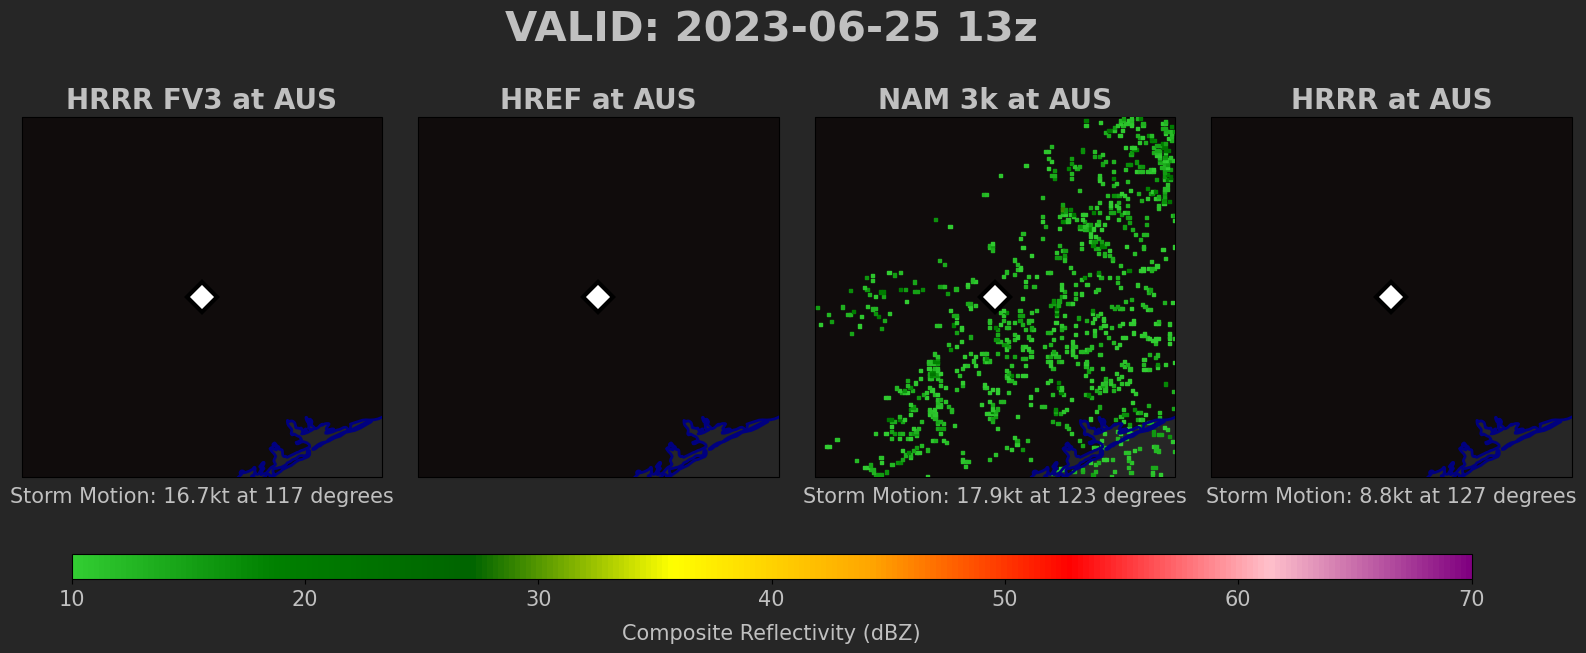 VALID: 2023-06-25 13z
HRRR FV3 at AUS
HREF at AUS
NAM 3k at AUS
HRRR at AUS
Storm Motion: 16.7kt at 117 degrees
Storm Motion: 17.9kt at 123 degrees
Storm Motion: 8.8kt at 127 degrees
10 20 30 40 50 60 70
Composite Reflectivity (dBZ)